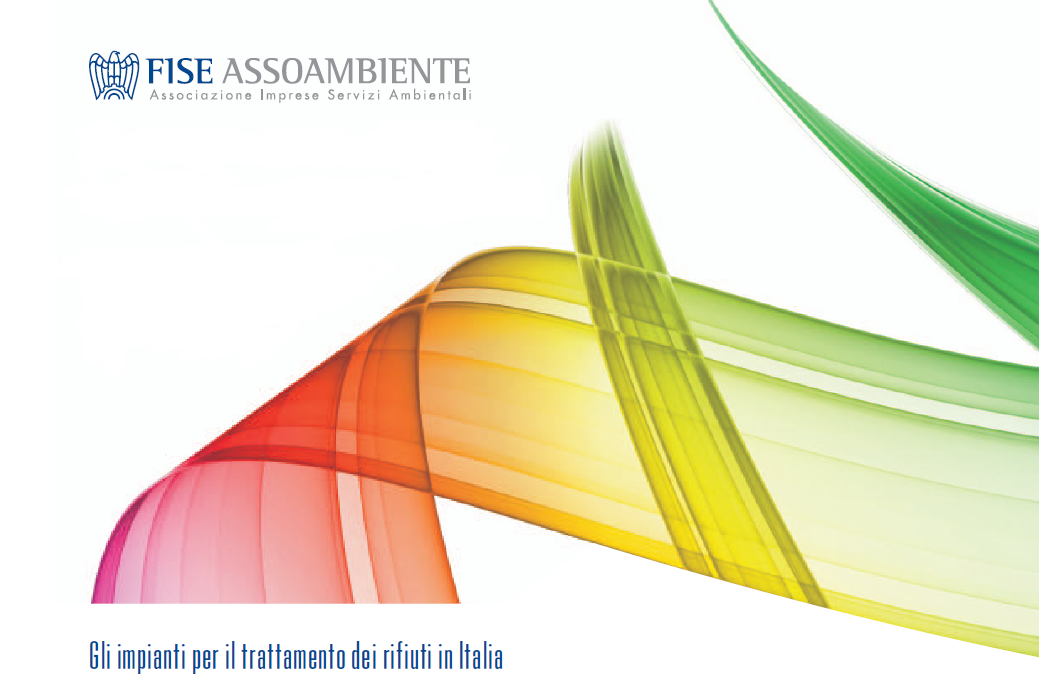 FISE ASSOAMBIENTE
Associazione Imprese Servizi Ambientali
Gli impianti per il trattamento dei rifiuti in Italia